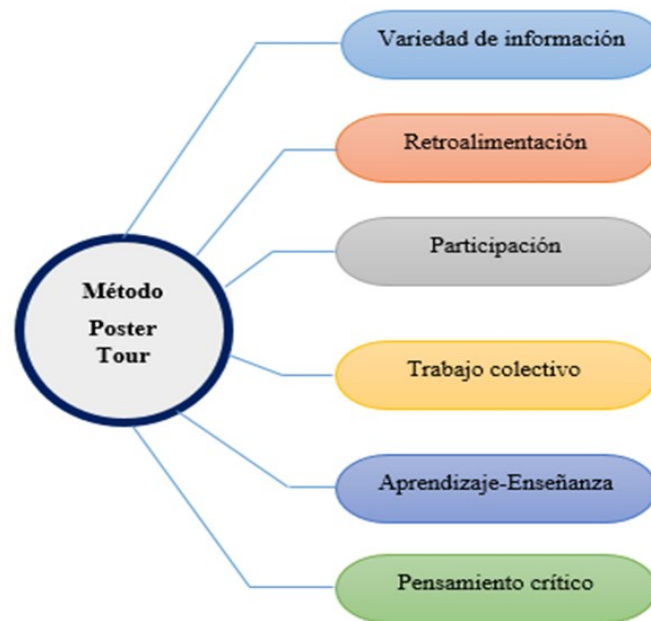 Variedad de información
Retroalimentación
Participación
Método
Poster
Tour
Trabajo colectivo
Aprendizaje-Enseñanza
Pensamiento crítico